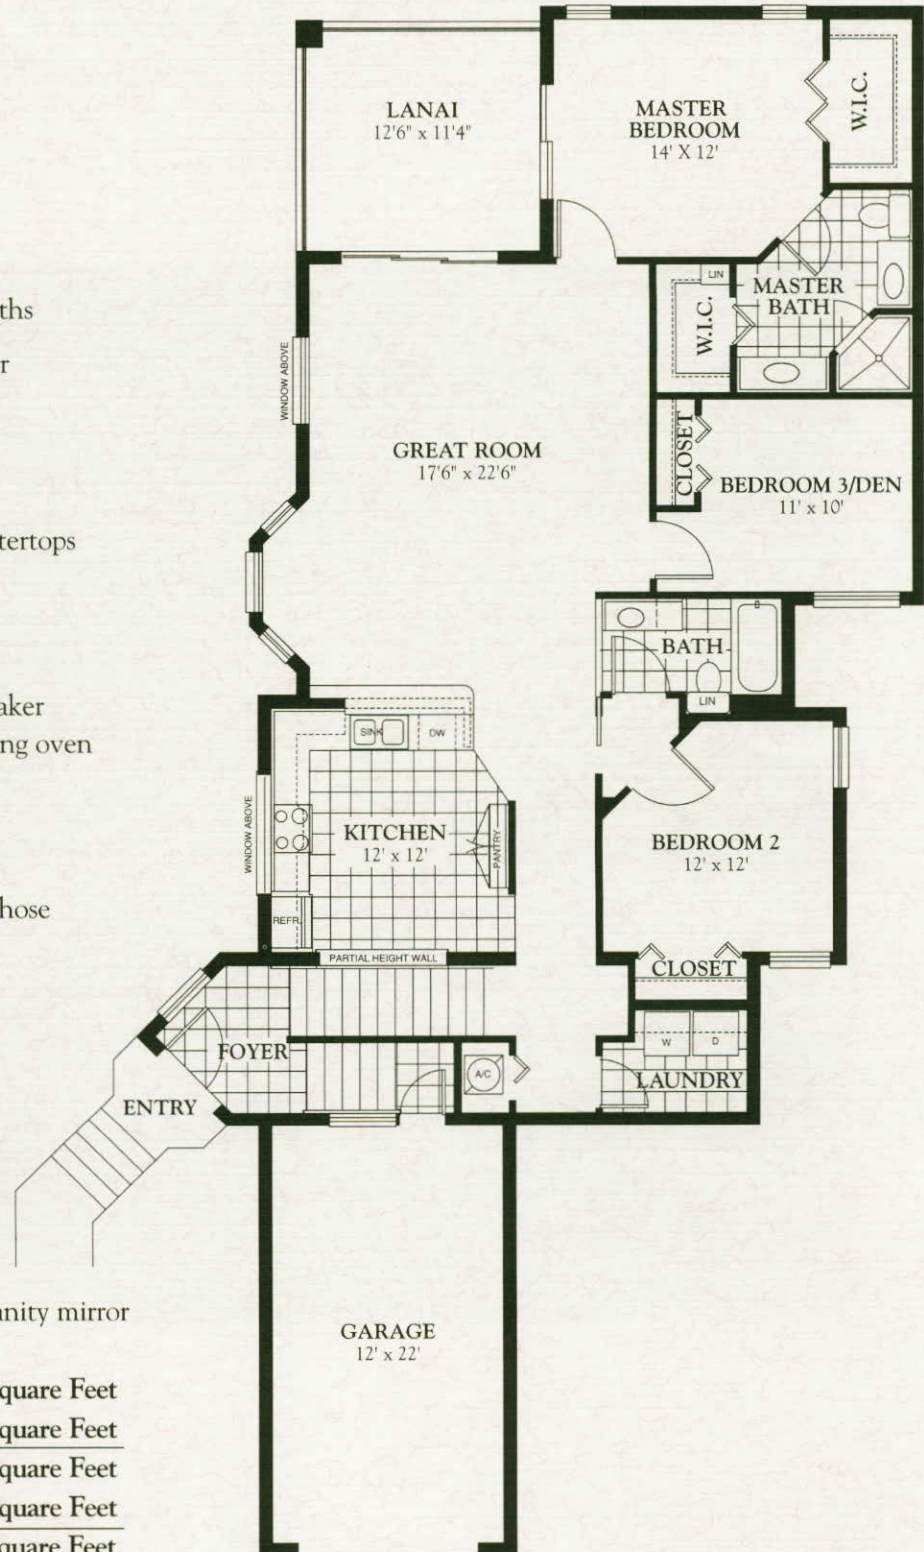 LANAI
12'6" x 11'4"
MASTER
BEDROOM
14' X 12'
W.I.C.
MASTER
BATH
LIN
W.I.C.
WINDOW ABOVE
GREAT ROOM
17'6" x 22'6"
CLOSET
BEDROOM 3/DEN
11' x 10'
BATH
LIN
SINK
DW
KITCHEN
12' x 12'
PANTRY
WINDOW ABOVE
REFR.
PARTIAL HEIGHT WALL
BEDROOM 2
12' x 12'
CLOSET
FOYER
ENTRY
A/C
W
D
LAUNDRY
GARAGE
12' x 22'
ths
r
tertops
aker
ng oven
hose
anity mirror
quare Feet
quare Feet
quare Feet
quare Feet
quare Feet